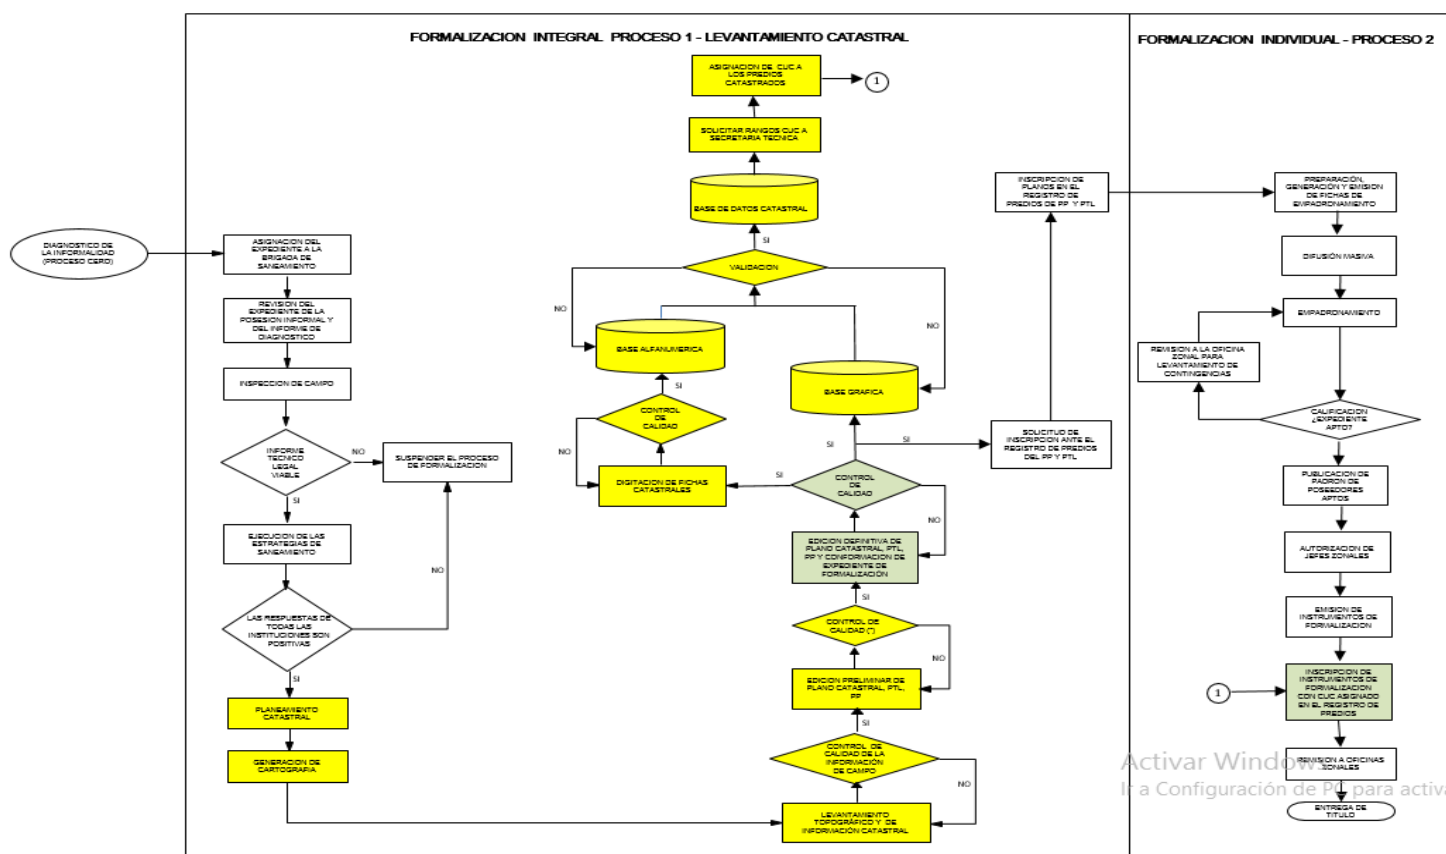 FORMALIZACION INTEGRAL PROCESO 1 - LEVANTAMIENTO CATASTRAL
DIAGNOSTICO DE
LA INFORMALIDAD
(PROCESO CERO)
ASIGNACION DEL
EXPEDIENTE A LA
BRIGADA DE
SANEAMIENTO
REVISION DEL
EXPEDIENTE DE LA
POSESION INFORMAL Y
DEL INFORME DE
DIAGNOSTICO
INSPECCION DE CAMPO
INFORME
TECNICO
LEGAL
VIABLE
NO
SUSPENDER EL PROCESO
DE FORMALIZACION
SI
EJECUCION DE LAS
ESTRATEGIAS DE
SANEAMIENTO
NO
LAS RESPUESTAS DE
TODAS LAS
INSTITUCIONES SON
POSITIVAS
SI
PLANEAMIENTO
CATASTRAL
GENERACION DE
CARTOGRAFIA
LEVANTAMIENTO
TOPOGRÁFICO Y DE
INFORMACIÓN CATASTRAL
NO
CONTROL DE
CALIDAD DE LA
INFORMACIÓN
DE CAMPO
SI
EDICION PRELIMINAR DE
PLANO CATASTRAL, PTL,
PP
NO
CONTROL DE
CALIDAD (*)
SI
EDICION DEFINITIVA DE
PLANO CATASTRAL, PTL,
PP Y CONFORMACION DE
EXPEDIENTE DE
FORMALIZACIÓN
NO
CONTROL
DE
CALIDAD
SI
SI
SI
DIGITACION DE FICHAS
CATASTRALES
NO
CONTROL
DE
CALIDAD
SI
BASE ALFANUMERICA
BASE GRAFICA
NO
NO
VALIDACION
SI
BASE DE DATOS CATASTRAL
SOLICITAR RANGOS CUC A
SECRETARIA TECNICA
ASIGNACION DE CUC A
LOS PREDIOS
CATASTRADOS
1
SOLICITUD DE
INSCRIPCION ANTE EL
REGISTRO DE PREDIOS
DEL PP Y PTL
INSCRIPCION DE
PLANOS EN EL
REGISTRO DE
PREDIOS DE PP Y PTL
FORMALIZACION INDIVIDUAL - PROCESO 2
PREPARACIÓN,
GENERACIÓN Y EMISION
DE FICHAS DE
EMPADRONAMIENTO
DIFUSIÓN MASIVA
EMPADRONAMIENTO
REMISION A LA OFICINA
ZONAL PARA
LEVANTAMIENTO DE
CONTINGENCIAS
CALIFICACION
¿EXPEDIENTE
APTO?
PUBLICACION DE
PADRON DE
POSEEDORES
APTOS
AUTORIZACION DE
JEFES ZONALES
EMISION DE
INSTRUMENTOS DE
FORMALIZACION
1
INSCRIPCION DE
INSTRUMENTOS DE
FORMALIZACION
CON CUC ASIGNADO
EN EL REGISTRO DE
PREDIOS
REMISION A OFICINAS
ZONALES
ENTREGA DE
TITULO
Activar Windows
Ir a Configuración de PC para activa